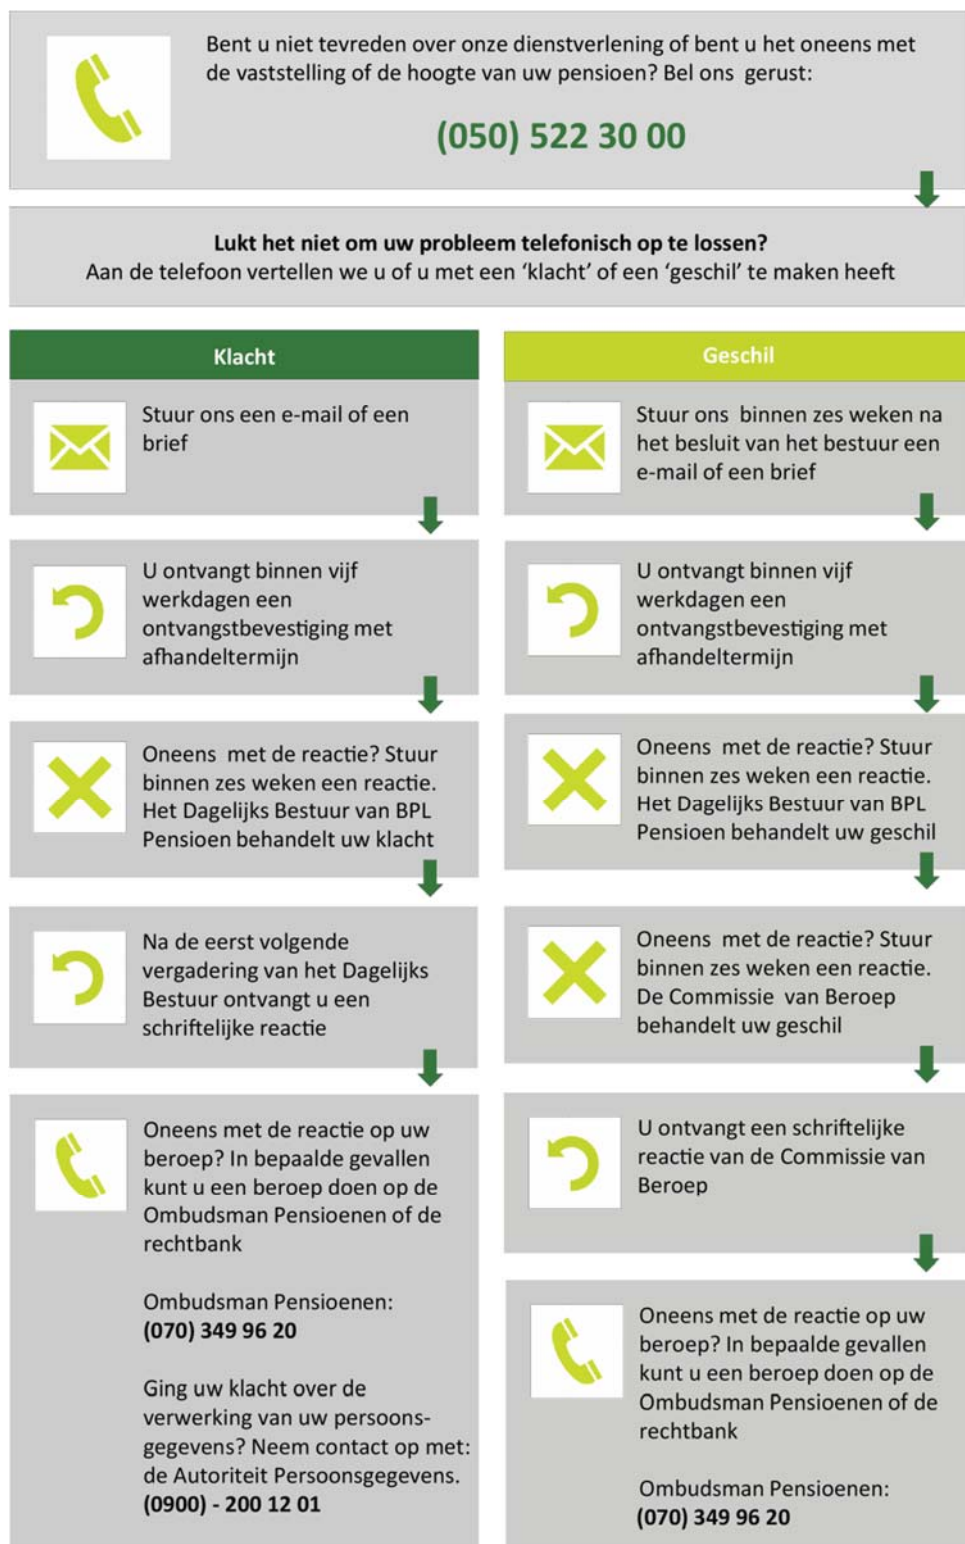 Bent u niet tevreden over onze dienstverlening of bent u het oneens met
de vaststelling of de hoogte van uw pensioen? Bel ons gerust:
(050) 522 30 00
Lukt het niet om uw probleem telefonisch op te lossen?
Aan de telefoon vertellen we u of u met een ‘klacht’ of een ‘geschil’ te maken heeft
Klacht
Stuur ons een e-mail of een
brief
U ontvangt binnen vijf
werkdagen een
ontvangstbevestiging met
afhandeltermijn
Oneens met de reactie? Stuur
binnen zes weken een reactie.
Het Dagelijks Bestuur van BPL
Pensioen behandelt uw klacht
Na de eerst volgende
vergadering van het Dagelijks
Bestuur ontvangt u een
schriftelijke reactie
Oneens met de reactie op uw
beroep? In bepaalde gevallen
kunt u een beroep doen op de
Ombudsman Pensioenen of de
rechtbank
Ombudsman Pensioenen:
(070) 349 96 20
Ging uw klacht over de
verwerking van uw persoons-
gegevens? Neem contact op met:
de Autoriteit Persoonsgegevens.
(0900) - 200 12 01
Geschil
Stuur ons binnen zes weken na
het besluit van het bestuur een
e-mail of een brief
U ontvangt binnen vijf
werkdagen een
ontvangstbevestiging met
afhandeltermijn
Oneens met de reactie? Stuur
binnen zes weken een reactie.
Het Dagelijks Bestuur van BPL
Pensioen behandelt uw geschil
Oneens met de reactie? Stuur
binnen zes weken een reactie.
De Commissie van Beroep
behandelt uw geschil
U ontvangt een schriftelijke
reactie van de Commissie van
Beroep
Oneens met de reactie op uw
beroep? In bepaalde gevallen
kunt u een beroep doen op de
Ombudsman Pensioenen of de
rechtbank
Ombudsman Pensioenen:
(070) 349 96 20